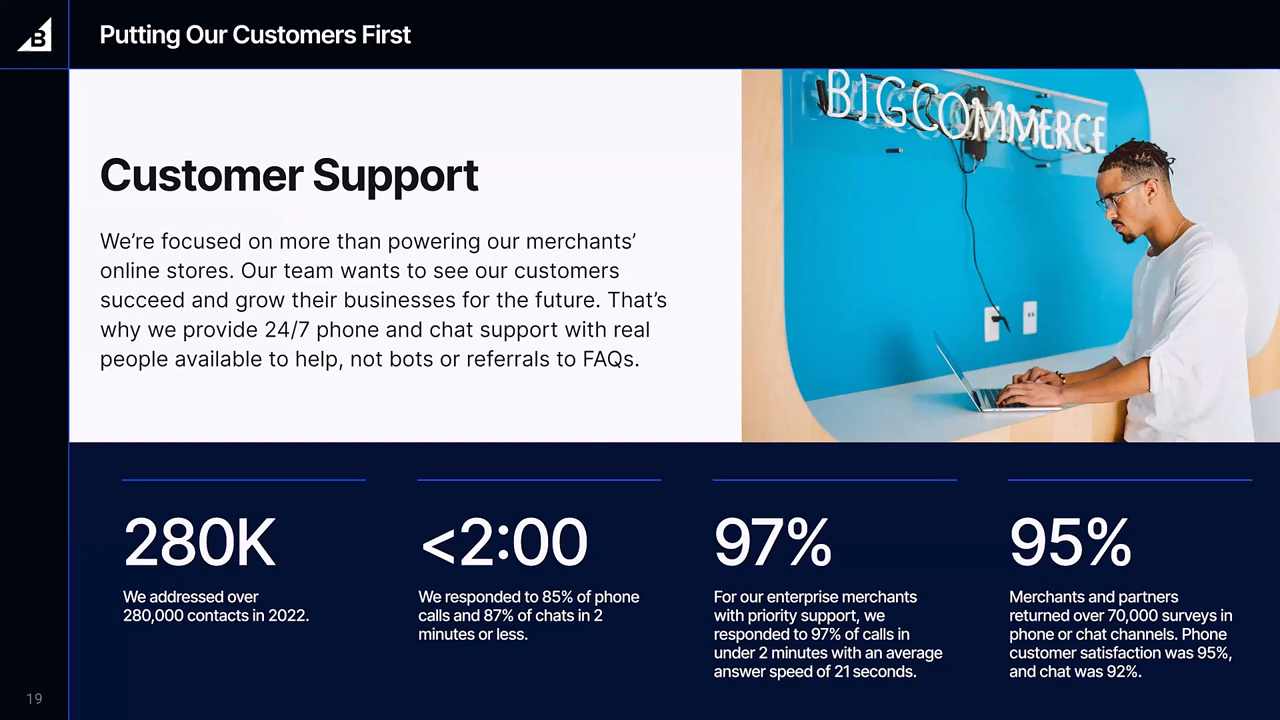 B
Putting Our Customers First
BIGCOMMERCE
Customer Support
We’re focused on more than powering our merchants’
online stores. Our team wants to see our customers
succeed and grow their businesses for the future. That’s
why we provide 24/7 phone and chat support with real
people available to help, not bots or referrals to FAQs.
280K
We addressed over
280,000 contacts in 2022.
<2:00
We responded to 85% of phone
calls and 87% of chats in 2
minutes or less.
97%
For our enterprise merchants
with priority support, we
responded to 97% of calls in
under 2 minutes with an average
answer speed of 21 seconds.
95%
Merchants and partners
returned over 70,000 surveys in
phone or chat channels. Phone
customer satisfaction was 95%,
and chat was 92%.
19